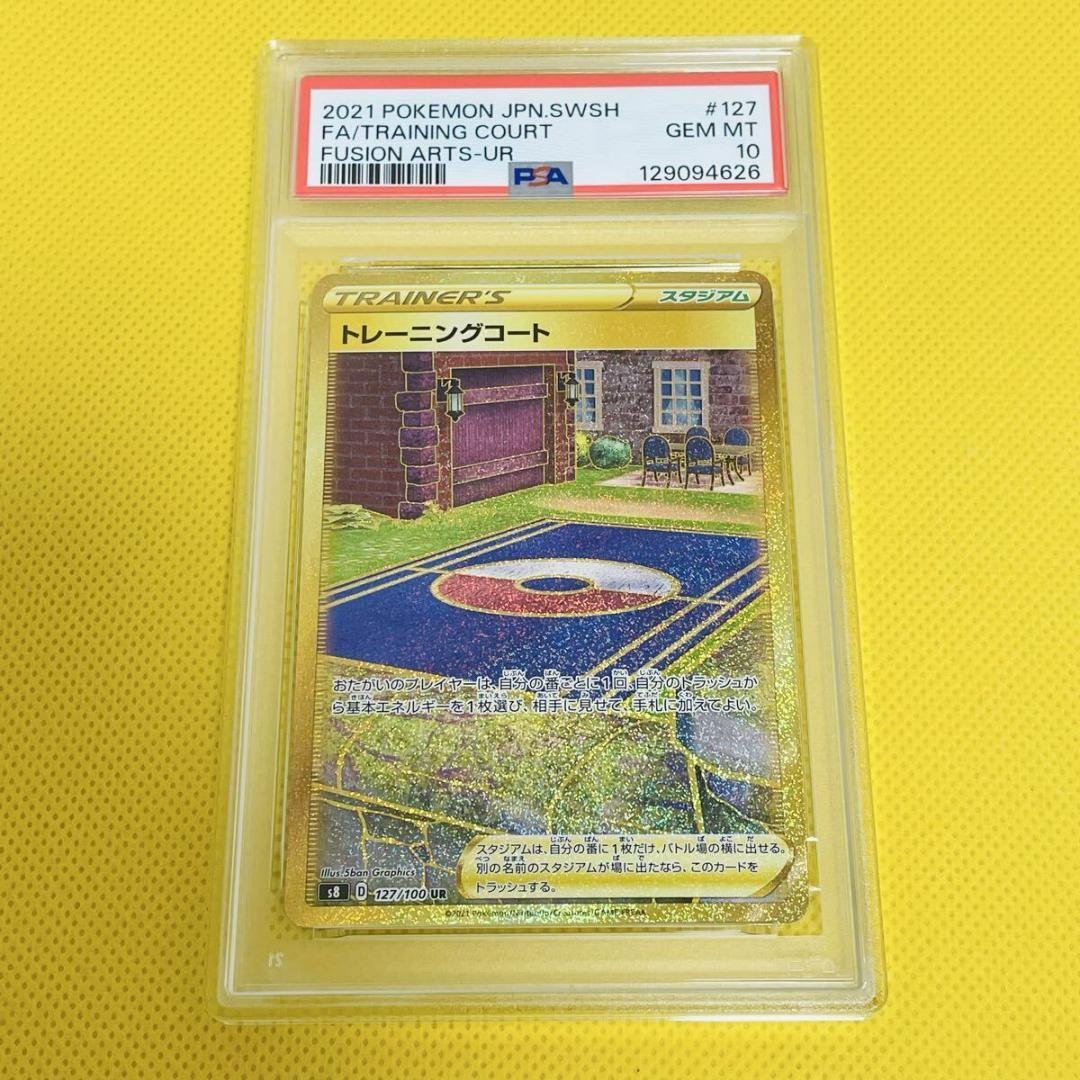 2021 POKEMON JPN.SWSH #127
FA/TRAINING COURT GEM MT
FUSION ARTS-UR 10
PSA 129094626
TRAINER'S スタジアム
トレーニングコート
おたがいのプレイヤーは、自分の番ごとに1回、自分のトラッシュか
ら基本エネルギーを1枚選び、相手に見せて、手札に加えてよい。
スタジアムは、自分の番に1枚だけ、バトル場の横に出せる。
別の名前のスタジアムが場に出たなら、このカードを
トラッシュする。
Illus.5ban Graphics
s8 D 127/100 UR
©2021 Pokémon/Nintendo/Creatures/GAME FREAK